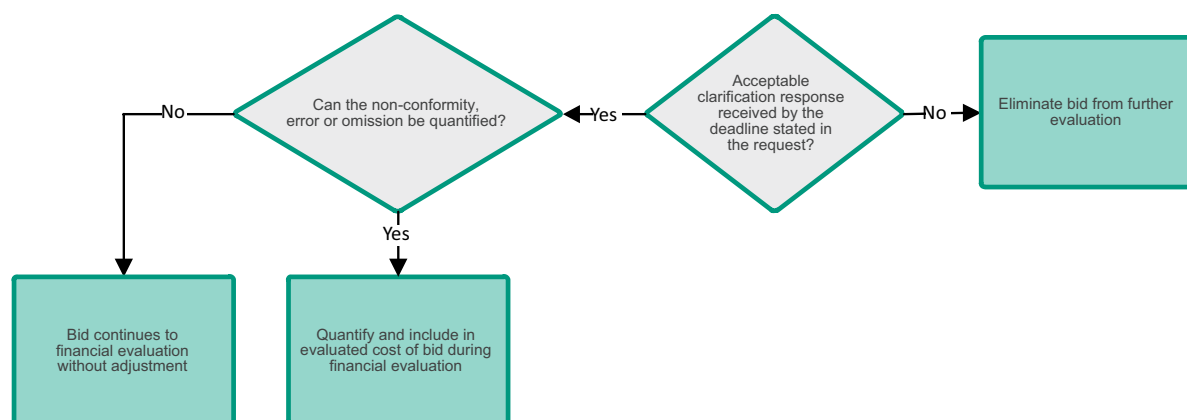 Can the non-conformity,
error or omission be quantified?
Acceptable
clarification response
received by the
deadline stated in
the request?
Eliminate bid from further
evaluation
No
Yes
No
Yes
Bid continues to
financial evaluation
without adjustment
Quantify and include in
evaluated cost of bid during
financial evaluation